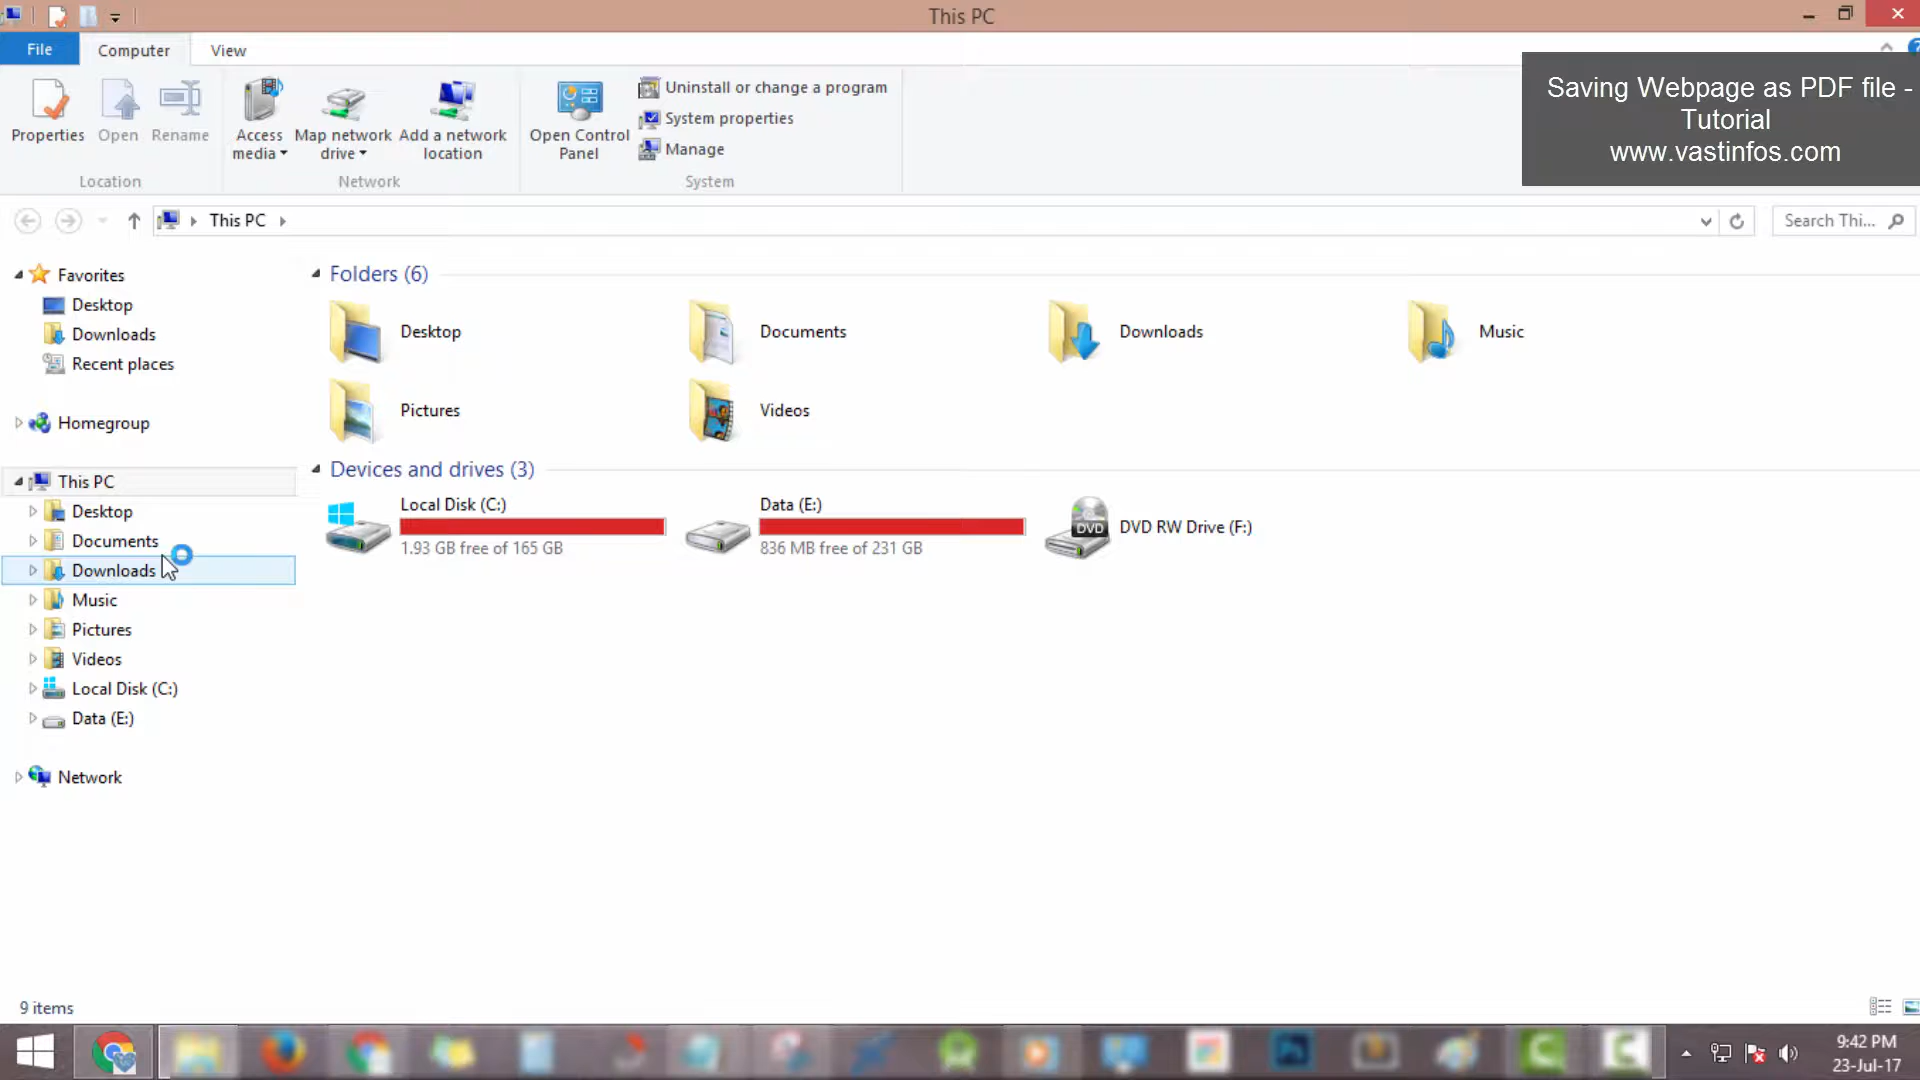 This PC
File
Computer
View
Saving Webpage as PDF file -
Tutorial
www.vastinfos.com
Properties
Open
Rename
Location
Access
media
Map network
drive
Add a network
location
Network
Open Control
Panel
Uninstall or change a program
System properties
Manage
System
This PC
Search Thi...
Favorites
Desktop
Downloads
Recent places
Homegroup
This PC
Desktop
Documents
Downloads
Music
Pictures
Videos
Local Disk (C:)
Data (E:)
Network
Folders (6)
Desktop
Documents
Downloads
Music
Pictures
Videos
Devices and drives (3)
Local Disk (C:)
1.93 GB free of 165 GB
Data (E:)
836 MB free of 231 GB
DVD
DVD RW Drive (F:)
9 items
Ps
9:42 PM
23-Jul-17